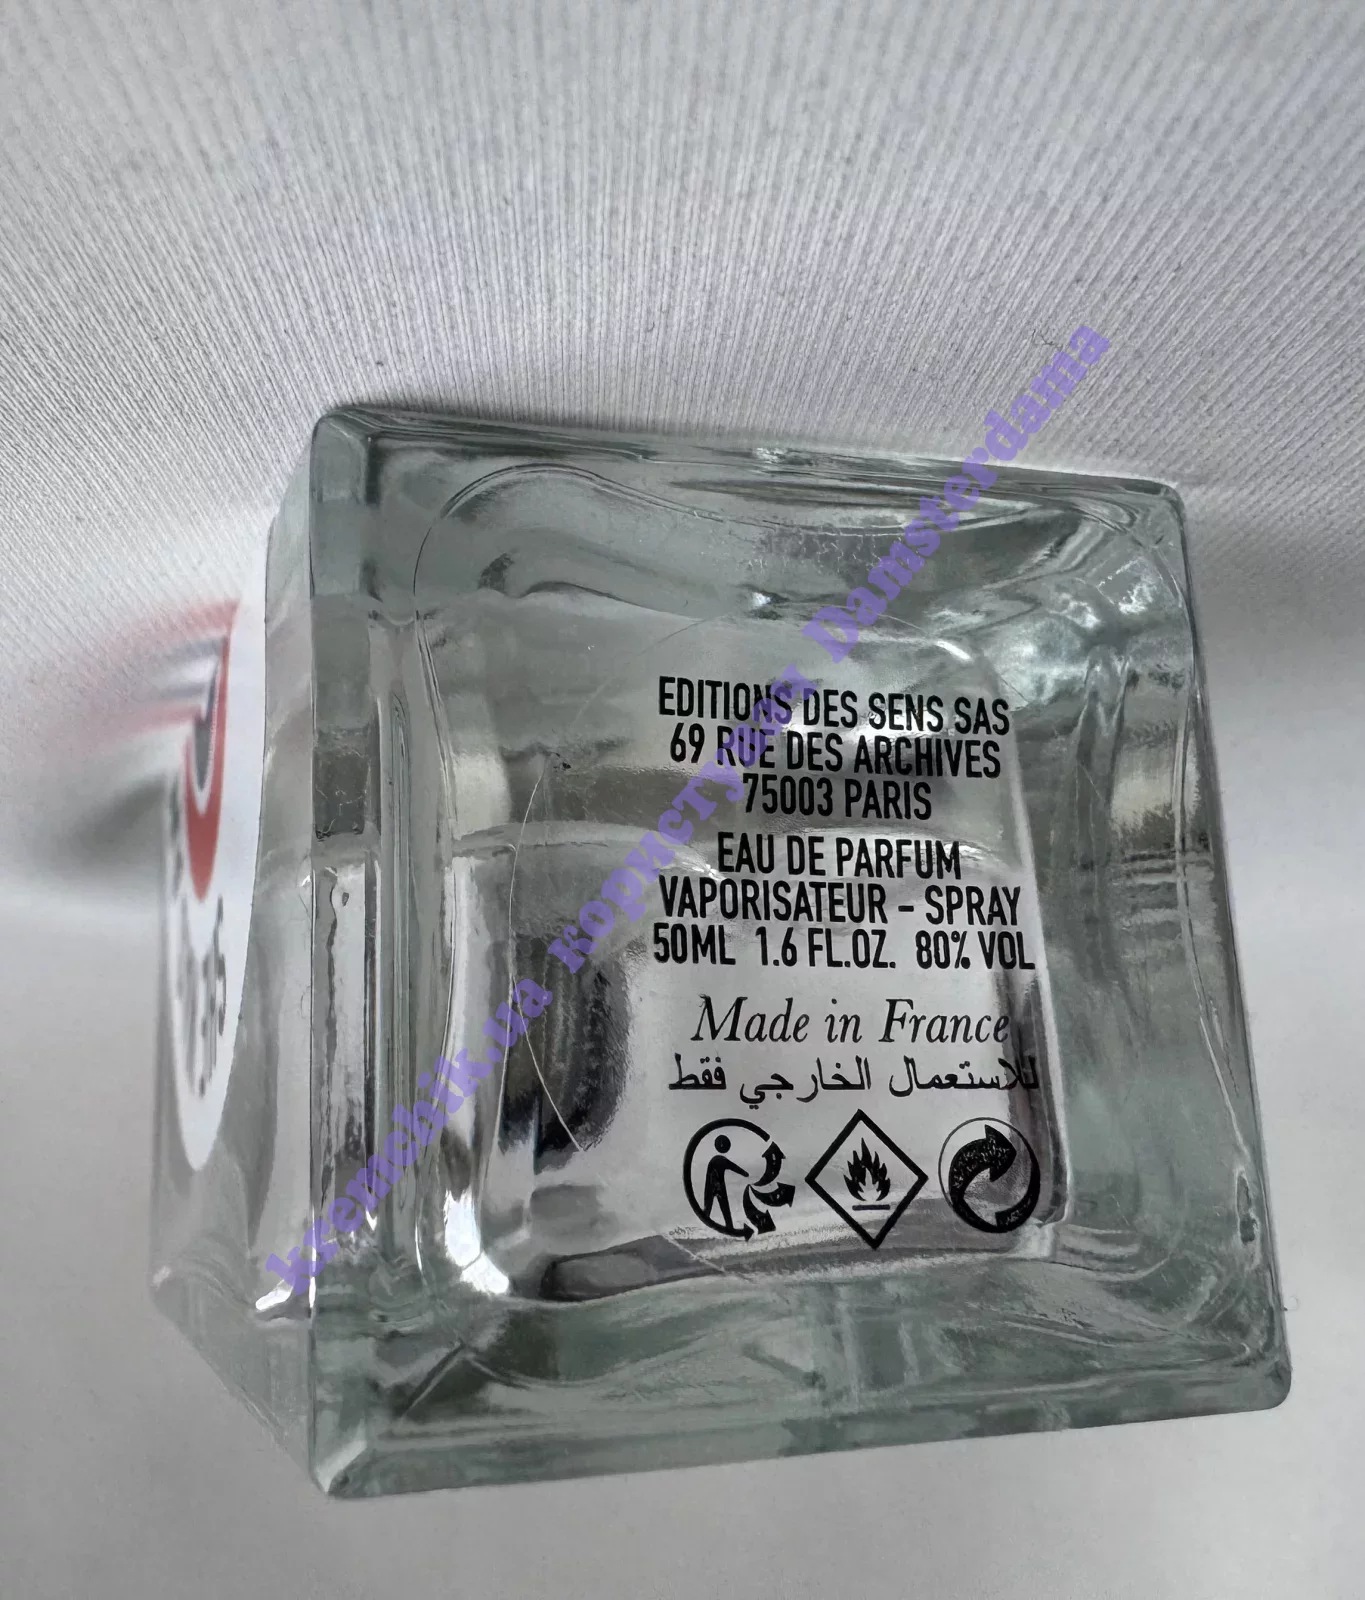 EDITIONS DES SENS SAS
69 RUE DES ARCHIVES
75003 PARIS
EAU DE PARFUM
VAPORISATEUR – SPRAY
50ML 1.6 FL.OZ. 80% VOL
Made in France
للاستعمال الخارجي فقط
kremchik.ua користувач Damsterdama